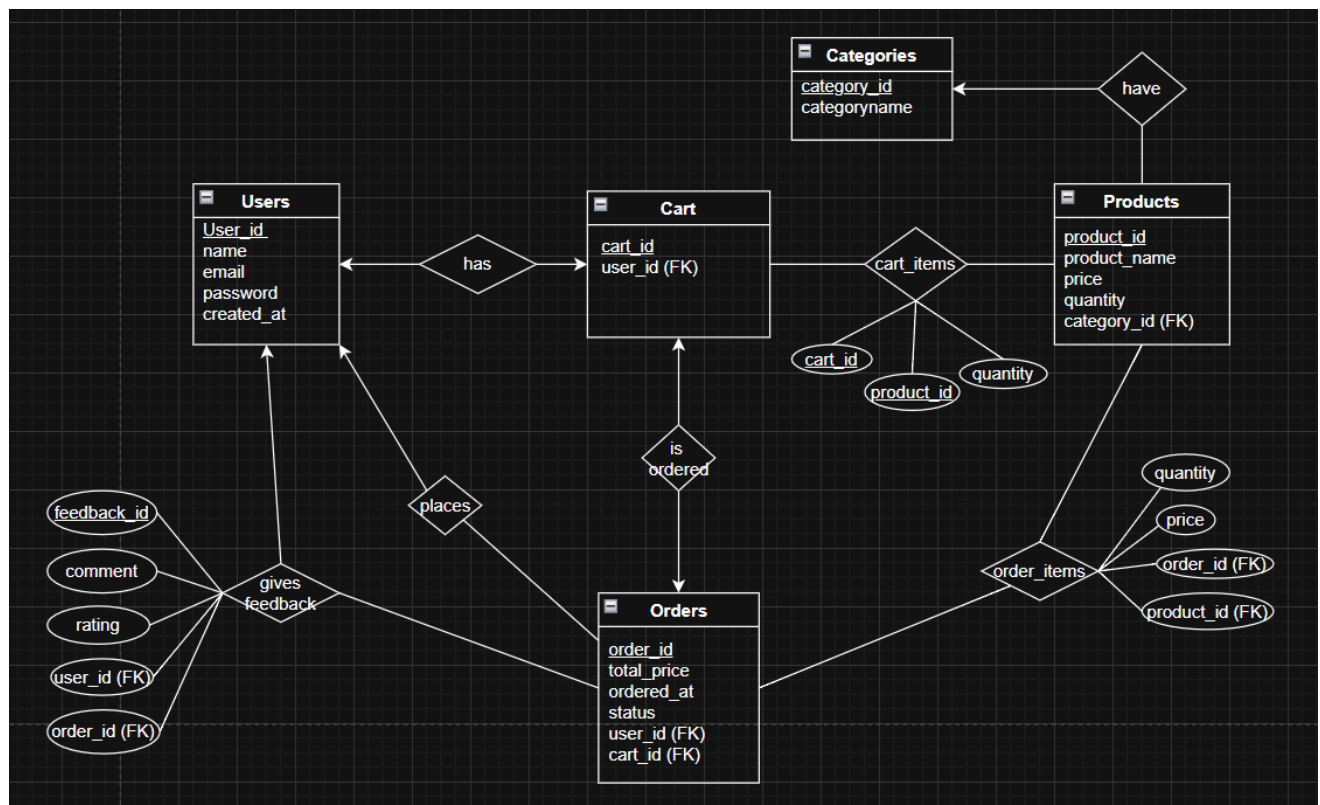 Categories
category_id
categoryname
have
Users
User_id
name
email
password
created_at
has
Cart
cart_id
user_id (FK)
cart_items
cart_id
product_id
quantity
Products
product_id
product_name
price
quantity
category_id (FK)
is
ordered
places
gives
feedback
feedback_id
comment
rating
user_id (FK)
order_id (FK)
Orders
order_id
total_price
ordered_at
status
user_id (FK)
cart_id (FK)
order_items
quantity
price
order_id (FK)
product_id (FK)